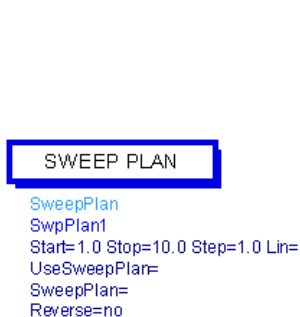 SWEEP PLAN
SweepPlan
SwpPlan1
Start=1.0 Stop=10.0 Step=1.0 Lin=
UseSweepPlan=
SweepPlan=
Reverse=no